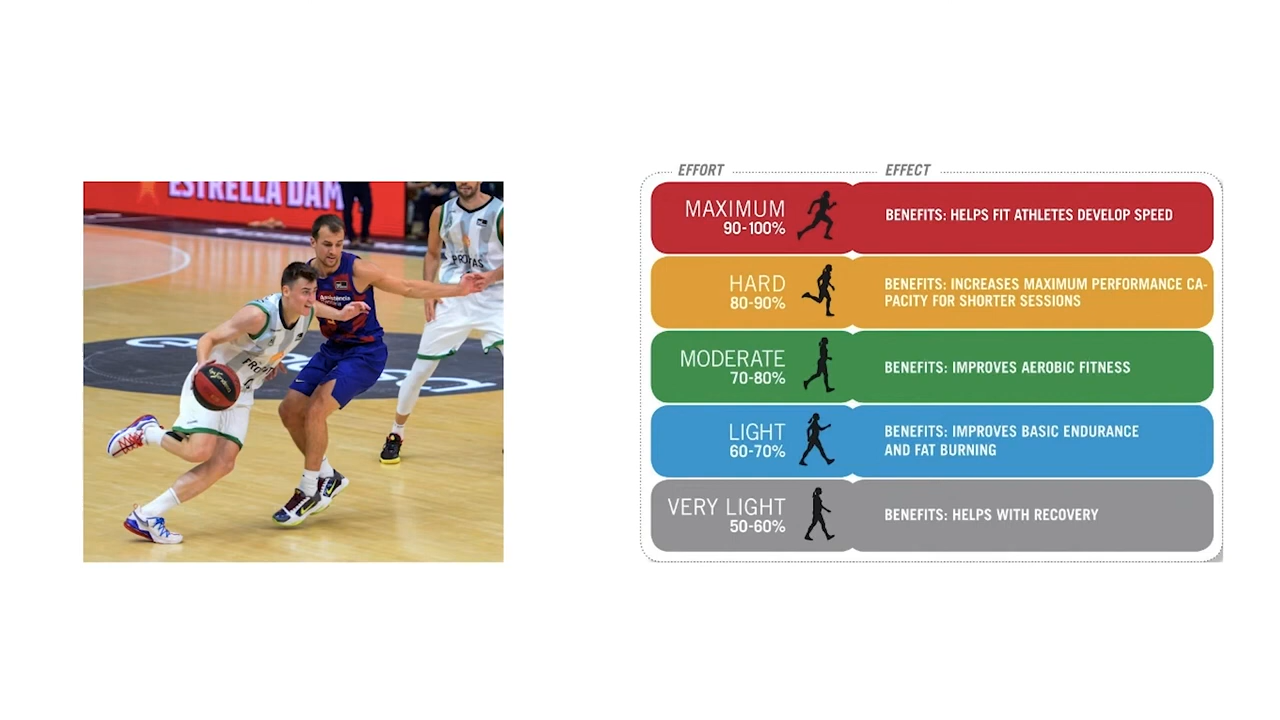 ESTRELLA DAM
Assistència
PROTAS
EFFORT
EFFECT
MAXIMUM
90-100%
BENEFITS: HELPS FIT ATHLETES DEVELOP SPEED
HARD
80-90%
BENEFITS: INCREASES MAXIMUM PERFORMANCE CA-
PACITY FOR SHORTER SESSIONS
MODERATE
70-80%
BENEFITS: IMPROVES AEROBIC FITNESS
LIGHT
60-70%
BENEFITS: IMPROVES BASIC ENDURANCE
AND FAT BURNING
VERY LIGHT
50-60%
BENEFITS: HELPS WITH RECOVERY